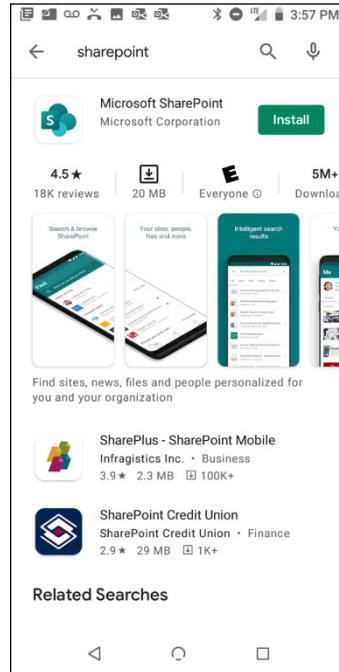 LTE 3:57 PM
sharepoint
Microsoft SharePoint
Microsoft Corporation
Install
4.5★
18K reviews
20 MB
E
Everyone
5M+
Downloa
Search & browse
SharePoint
Find
Your sites, people,
files and more
Intelligent search
results
Yo
Me
Find sites, news, files and people personalized for
you and your organization
SharePlus - SharePoint Mobile
Infragistics Inc. • Business
3.9★ 2.3 MB 100K+
SharePoint Credit Union
SharePoint Credit Union • Finance
2.9★ 29 MB 1K+
Related Searches